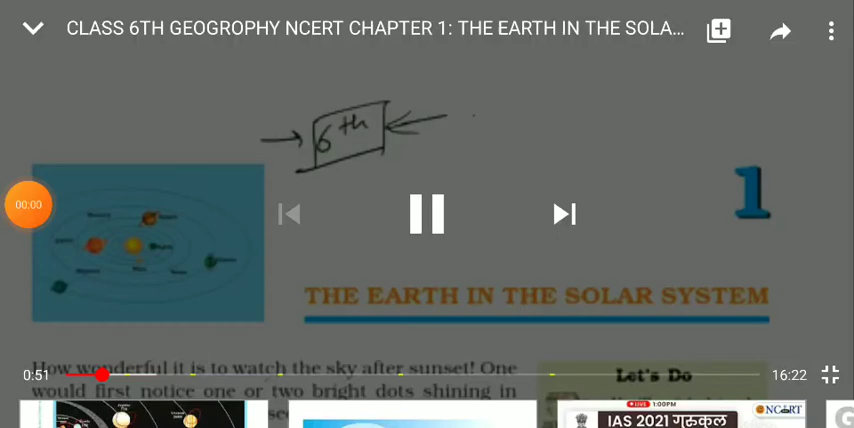 CLASS 6TH GEOGROPHY NCERT CHAPTER 1: THE EARTH IN THE SOLA...
6th
00:00
1
THE EARTH IN THE SOLAR SYSTEM
How wonderful it is to watch the sky after sunset! One
would first notice one or two bright dots shining in
Let's Do
0:51
16:22
LIVE 1:00PM
NCERT
IAS 2021 गुरुकुल